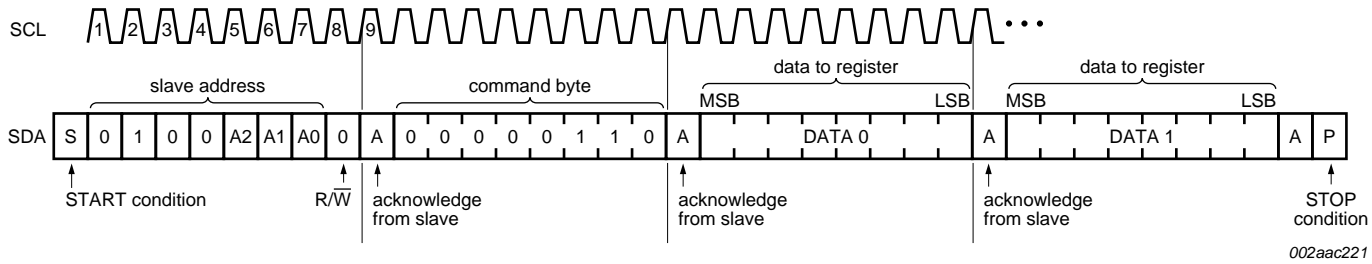 SCL 1 2 3 4 5 6 7 8 9 •••
slave address command byte data to register data to register
MSB LSB MSB LSB
SDA S 0 1 0 0 A2 A1 A0 0 A 0 0 0 0 0 1 1 0 A DATA 0 A DATA 1 A P
START condition R/W̅ acknowledge from slave acknowledge from slave acknowledge from slave STOP condition
002aac221